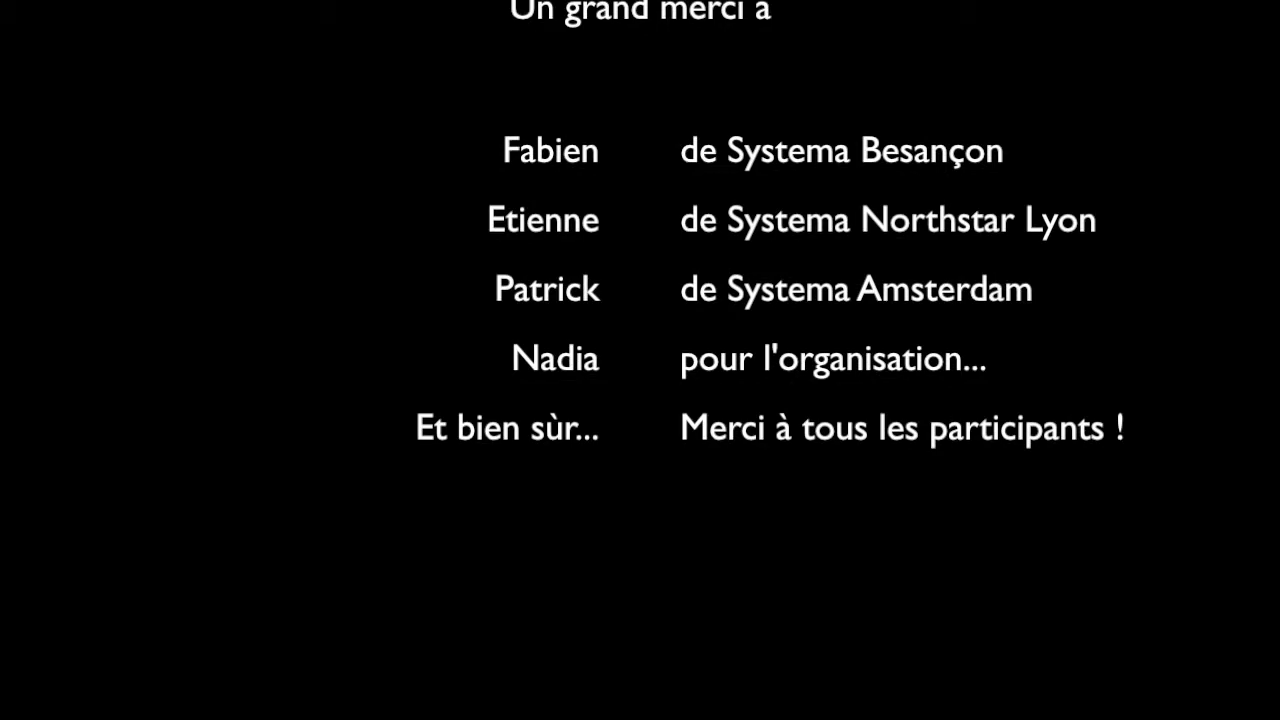 Un grand merci à
Fabien de Systema Besançon
Etienne de Systema Northstar Lyon
Patrick de Systema Amsterdam
Nadia pour l'organisation...
Et bien sùr... Merci à tous les participants !